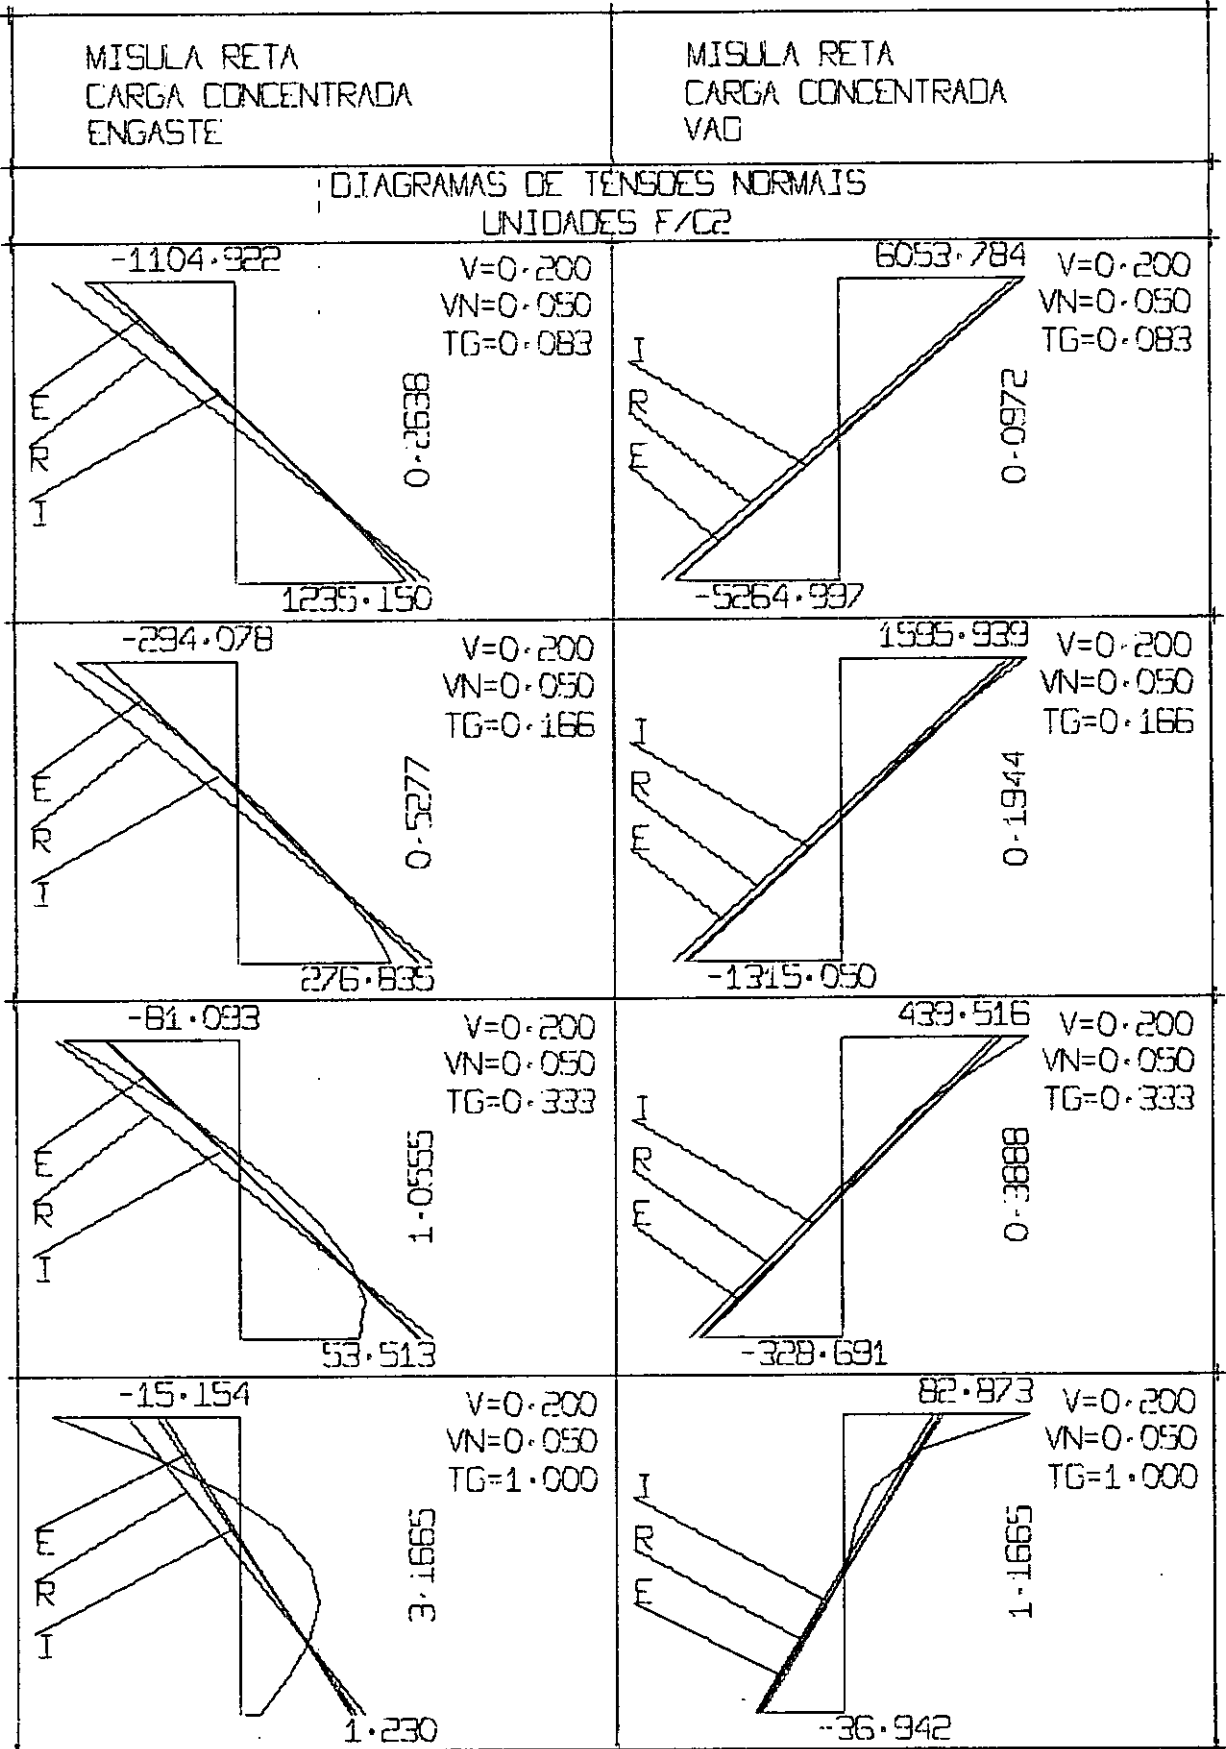 MISULA RETA
CARGA CONCENTRADA
ENGASTE
MISULA RETA
CARGA CONCENTRADA
VAO
DIAGRAMAS DE TENSOES NORMAIS
UNIDADES F/C2
-1104.922
V=0.200
VN=0.050
TG=0.083
E
R
I
0.2638
1235.150
6053.784
V=0.200
VN=0.050
TG=0.083
I
R
E
0.0972
-5264.997
-294.078
V=0.200
VN=0.050
TG=0.166
E
R
I
0.5277
276.835
1595.939
V=0.200
VN=0.050
TG=0.166
I
R
E
0.1944
-1315.050
-81.093
V=0.200
VN=0.050
TG=0.333
E
R
I
1.0555
53.513
439.516
V=0.200
VN=0.050
TG=0.333
I
R
E
0.3888
-328.691
-15.154
V=0.200
VN=0.050
TG=1.000
E
R
I
3.1665
1.230
82.873
V=0.200
VN=0.050
TG=1.000
I
R
E
1.1665
-36.942